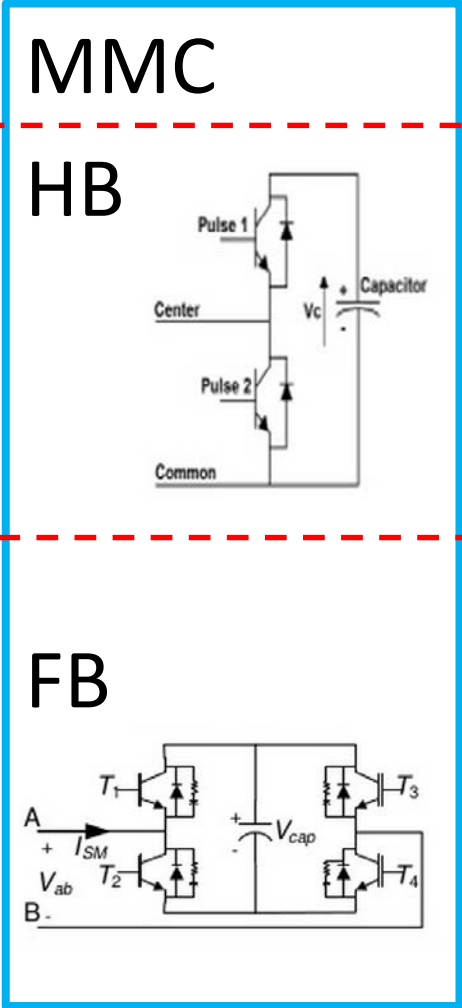 MMC
HB
Pulse 1
Center
Vc
+
Capacitor
-
Pulse 2
Common
FB
T1
T3
A
+
ISM
+
Vcap
-
Vab
T2
T4
B -